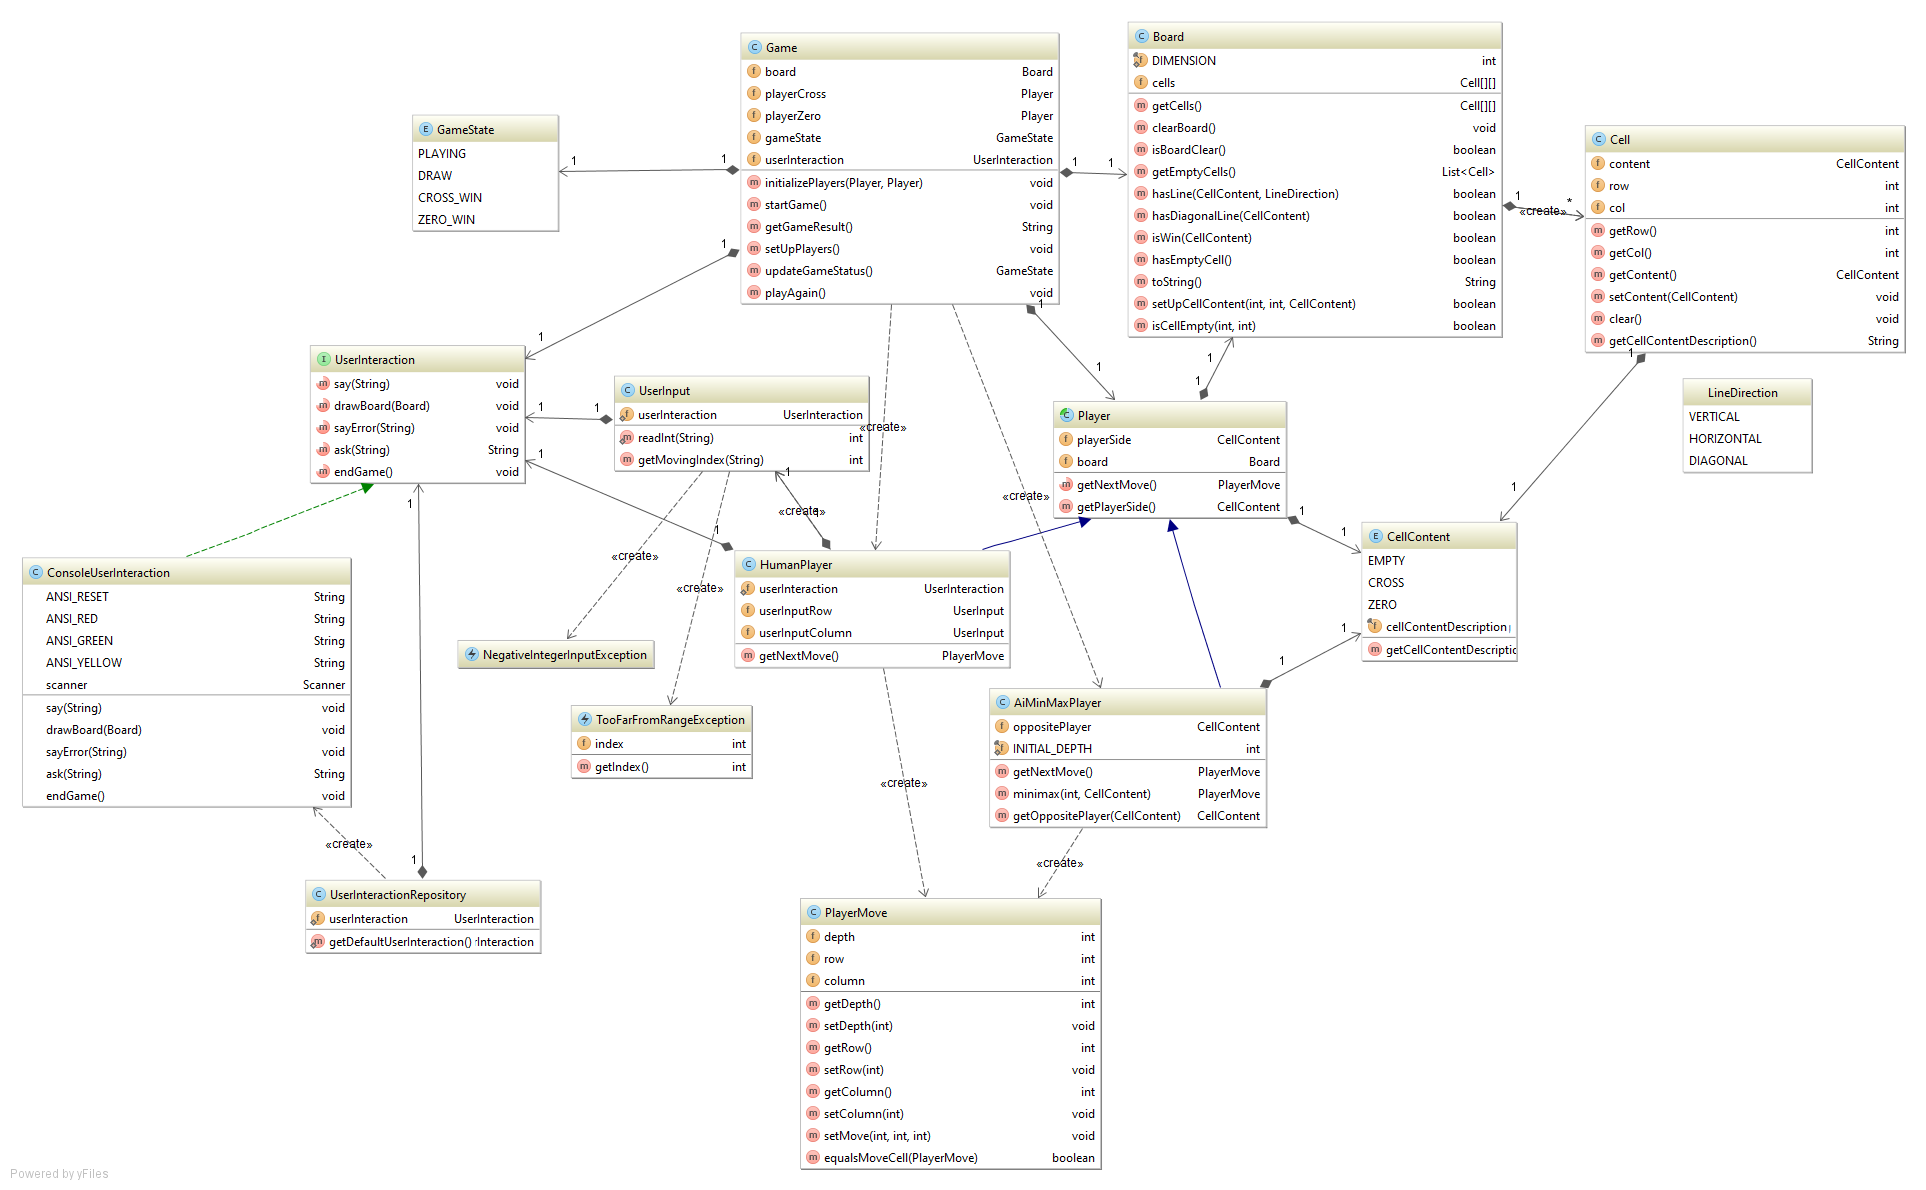 Game
board Board
playerCross Player
playerZero Player
gameState GameState
userInteraction UserInteraction
initializePlayers(Player, Player) void
startGame() void
getGameResult() String
setUpPlayers() void
updateGameStatus() GameState
playAgain() void
Board
DIMENSION int
cells Cell[][]
getCells() Cell[][]
clearBoard() void
isBoardClear() boolean
getEmptyCells() List<Cell>
hasLine(CellContent, LineDirection) boolean
hasDiagonalLine(CellContent) boolean
isWin(CellContent) boolean
hasEmptyCell() boolean
toString() String
setUpCellContent(int, int, CellContent) boolean
isCellEmpty(int, int) boolean
Cell
content CellContent
row int
col int
getRow() int
getCol() int
getContent() CellContent
setContent(CellContent) void
clear() void
getCellContentDescription() String
GameState
PLAYING
DRAW
CROSS_WIN
ZERO_WIN
1 1
1 1
1 *
«create»
1
1
1
1
1
1
1
1
UserInteraction
say(String) void
drawBoard(Board) void
sayError(String) void
ask(String) String
endGame() void
1 1
1
1
UserInput
userInteraction UserInteraction
readInt(String) int
getMovingIndex(String) int
«create»
«create»
1
«create»
1
1
Player
playerSide CellContent
board Board
getNextMove() PlayerMove
getPlayerSide() CellContent
LineDirection
VERTICAL
HORIZONTAL
DIAGONAL
1
1
1
CellContent
EMPTY
CROSS
ZERO
cellContentDescription
getCellContentDescriptic
1
1
«create»
«create»
ConsoleUserInteraction
ANSI_RESET String
ANSI_RED String
ANSI_GREEN String
ANSI_YELLOW String
scanner Scanner
say(String) void
drawBoard(Board) void
sayError(String) void
ask(String) String
endGame() void
HumanPlayer
userInteraction UserInteraction
userInputRow UserInput
userInputColumn UserInput
getNextMove() PlayerMove
NegativeIntegerInputException
TooFarFromRangeException
index int
getIndex() int
AiMinMaxPlayer
oppositePlayer CellContent
INITIAL_DEPTH int
getNextMove() PlayerMove
minimax(int, CellContent) PlayerMove
getOppositePlayer(CellContent) CellContent
«create»
«create»
«create»
1
UserInteractionRepository
userInteraction UserInteraction
getDefaultUserInteraction() Interaction
PlayerMove
depth int
row int
column int
getDepth() int
setDepth(int) void
getRow() int
setRow(int) void
getColumn() int
setColumn(int) void
setMove(int, int, int) void
equalsMoveCell(PlayerMove) boolean
Powered by yFiles